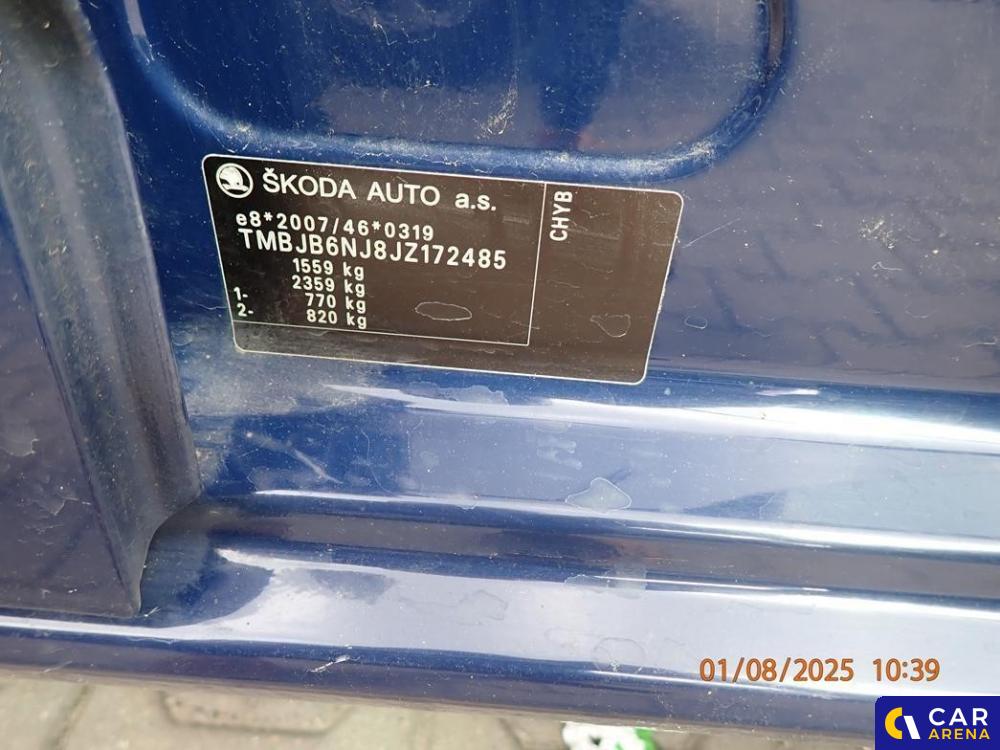 ŠKODA AUTO a.s.
e8*2007/46*0319
TMBJB6NJ8JZ172485
1559 kg
2359 kg
1- 770 kg
2- 820 kg
CHYB
01/08/2025 10:39
CAR
ARENA